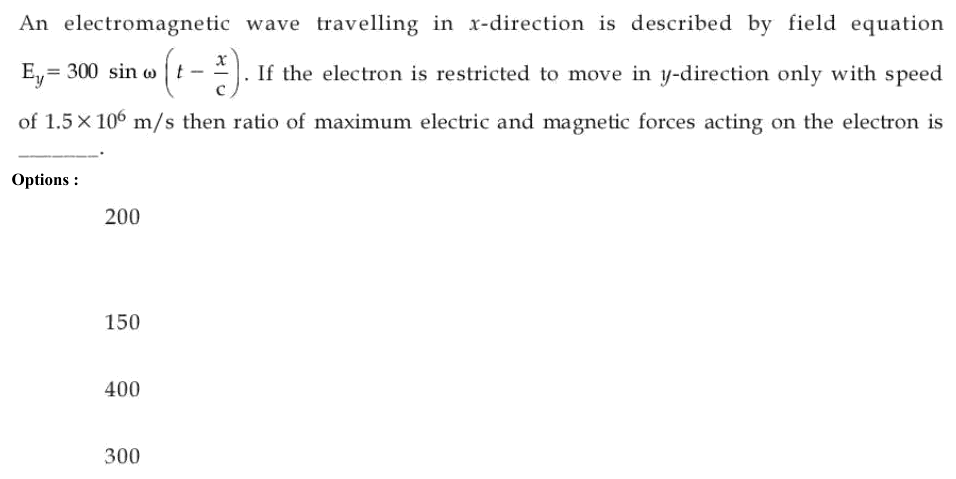 An electromagnetic wave travelling in x-direction is described by field equation
E_y = 300 sin ω (t − x/c). If the electron is restricted to move in y-direction only with speed
of 1.5 × 10⁶ m/s then ratio of maximum electric and magnetic forces acting on the electron is
_______.
Options :
200
150
400
300